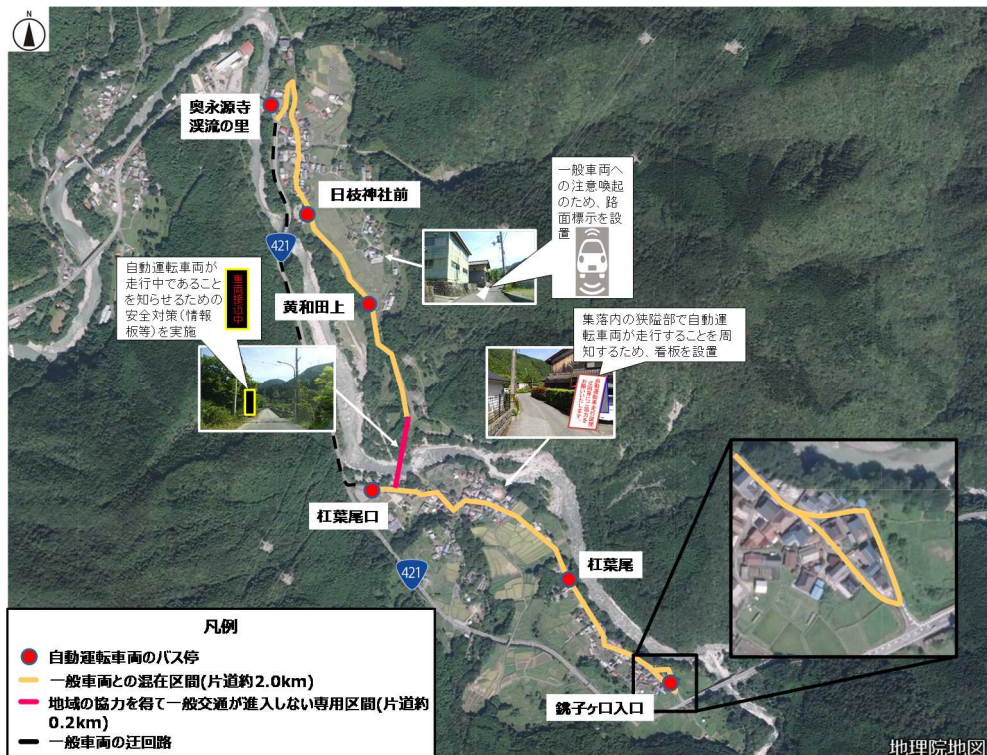 N
奥永源寺
渓流の里
日枝神社前
一般車両へ
の注意喚起
のため、路
面標示を設
置
421
自動運転車両が
走行中であること
を知らせるための
安全対策(情報
板等)を実施
車両接近中
黄和田上
集落内の狭隘部で自動運
転車両が走行することを周
知するため、看板を設置
杠葉尾口
杠葉尾
421
銚子ヶ口入口
凡例
自動運転車両のバス停
一般車両との混在区間(片道約2.0km)
地域の協力を得て一般交通が進入しない専用区間(片道約
0.2km)
一般車両の迂回路
地理院地図